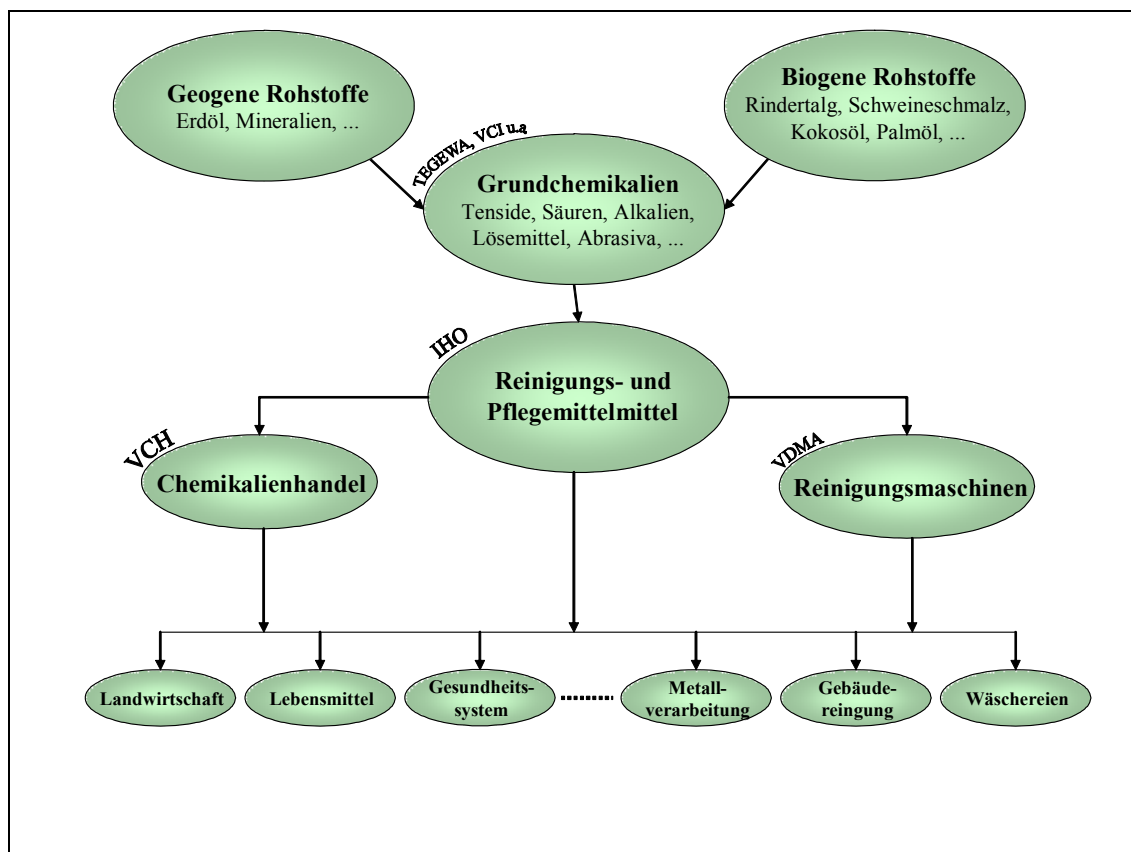 Geogene Rohstoffe
Erdöl, Mineralien, ...
Biogene Rohstoffe
Rindertalg, Schweineschmalz,
Kokosöl, Palmöl, ...
TEGEWA, VCI u.a
Grundchemikalien
Tenside, Säuren, Alkalien,
Lösemittel, Abrasiva, ...
IHO
Reinigungs- und
Pflegemittelmittel
VCH
Chemikalienhandel
VDMA
Reinigungsmaschinen
Landwirtschaft
Lebensmittel
Gesundheits-
system
Metall-
verarbeitung
Gebäude-
reingung
Wäschereien